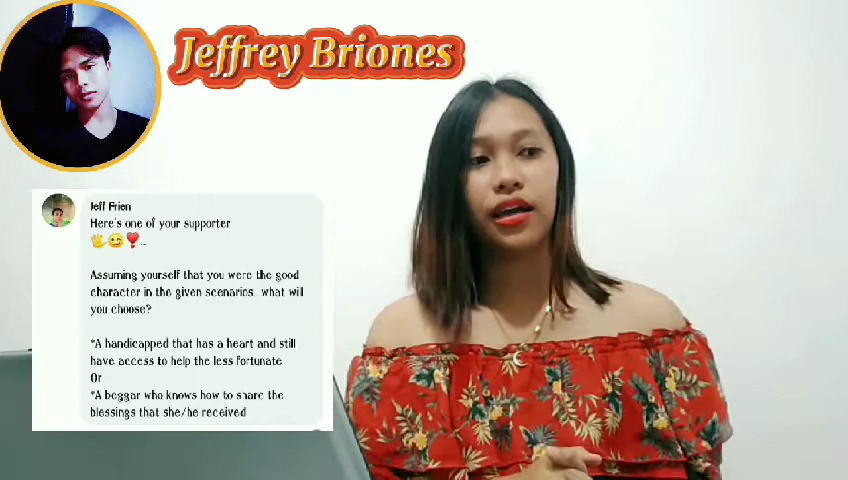 Jeffrey Briones
Jeff Frien
Here's one of your supporter
🖐😊❣️...
Assuming yourself that you were the good
character in the given scenarios, what will
you choose?
*A handicapped that has a heart and still
have access to help the less fortunate
Or
*A beggar who knows how to share the
blessings that she/he received